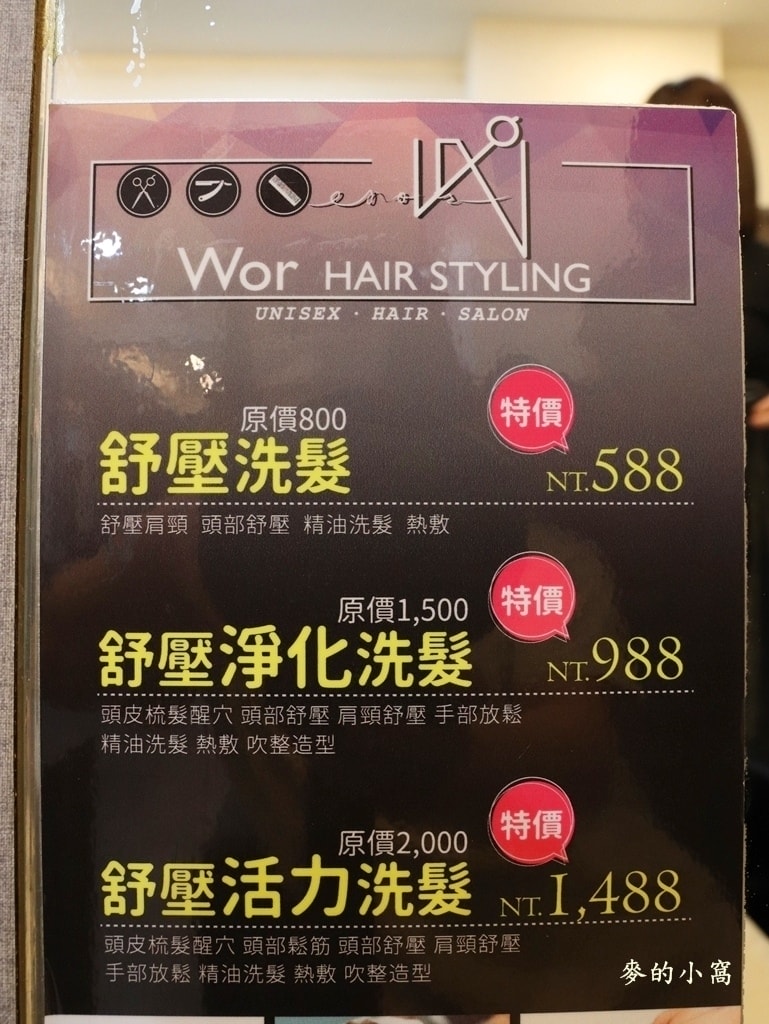 Wor HAIR STYLING
UNISEX · HAIR · SALON
原價800
特價
舒壓洗髮
NT.588
舒壓肩頸 頭部舒壓 精油洗髮 熱敷
原價1,500
特價
舒壓淨化洗髮
NT.988
頭皮梳髮醒穴 頭部舒壓 肩頸舒壓 手部放鬆
精油洗髮 熱敷 吹整造型
原價2,000
特價
舒壓活力洗髮
NT.1,488
頭皮梳髮醒穴 頭部鬆筋 頭部舒壓 肩頸舒壓
手部放鬆 精油洗髮 熱敷 吹整造型
麥的小窩